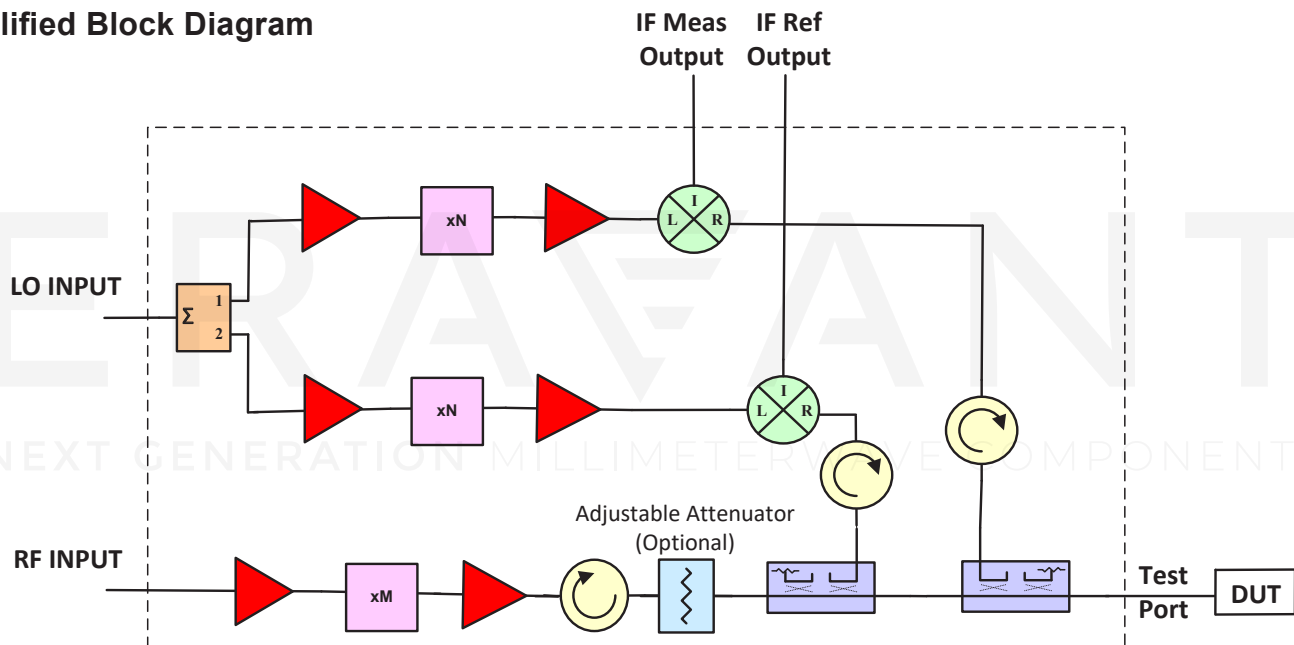 lified Block Diagram
IF Meas
Output
IF Ref
Output
I
L
R
xN
LO INPUT
Σ
1
2
xN
I
L
R
ERAVANT
NEXT GENERATION MILLIMETERWAVE COMPONENT
Adjustable Attenuator
(Optional)
RF INPUT
xM
Test
Port
DUT